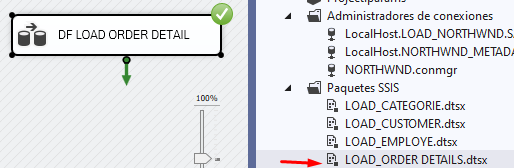 DF LOAD ORDER DETAIL
100%
Administradores de conexiones
LocalHost.LOAD_NORTHWND.S
LocalHost.NORTHWND_METADA
NORTHWND.conmgr
Paquetes SSIS
LOAD_CATEGORIE.dtsx
LOAD_CUSTOMER.dtsx
LOAD_EMPLOYE.dtsx
LOAD_ORDER DETAILS.dtsx